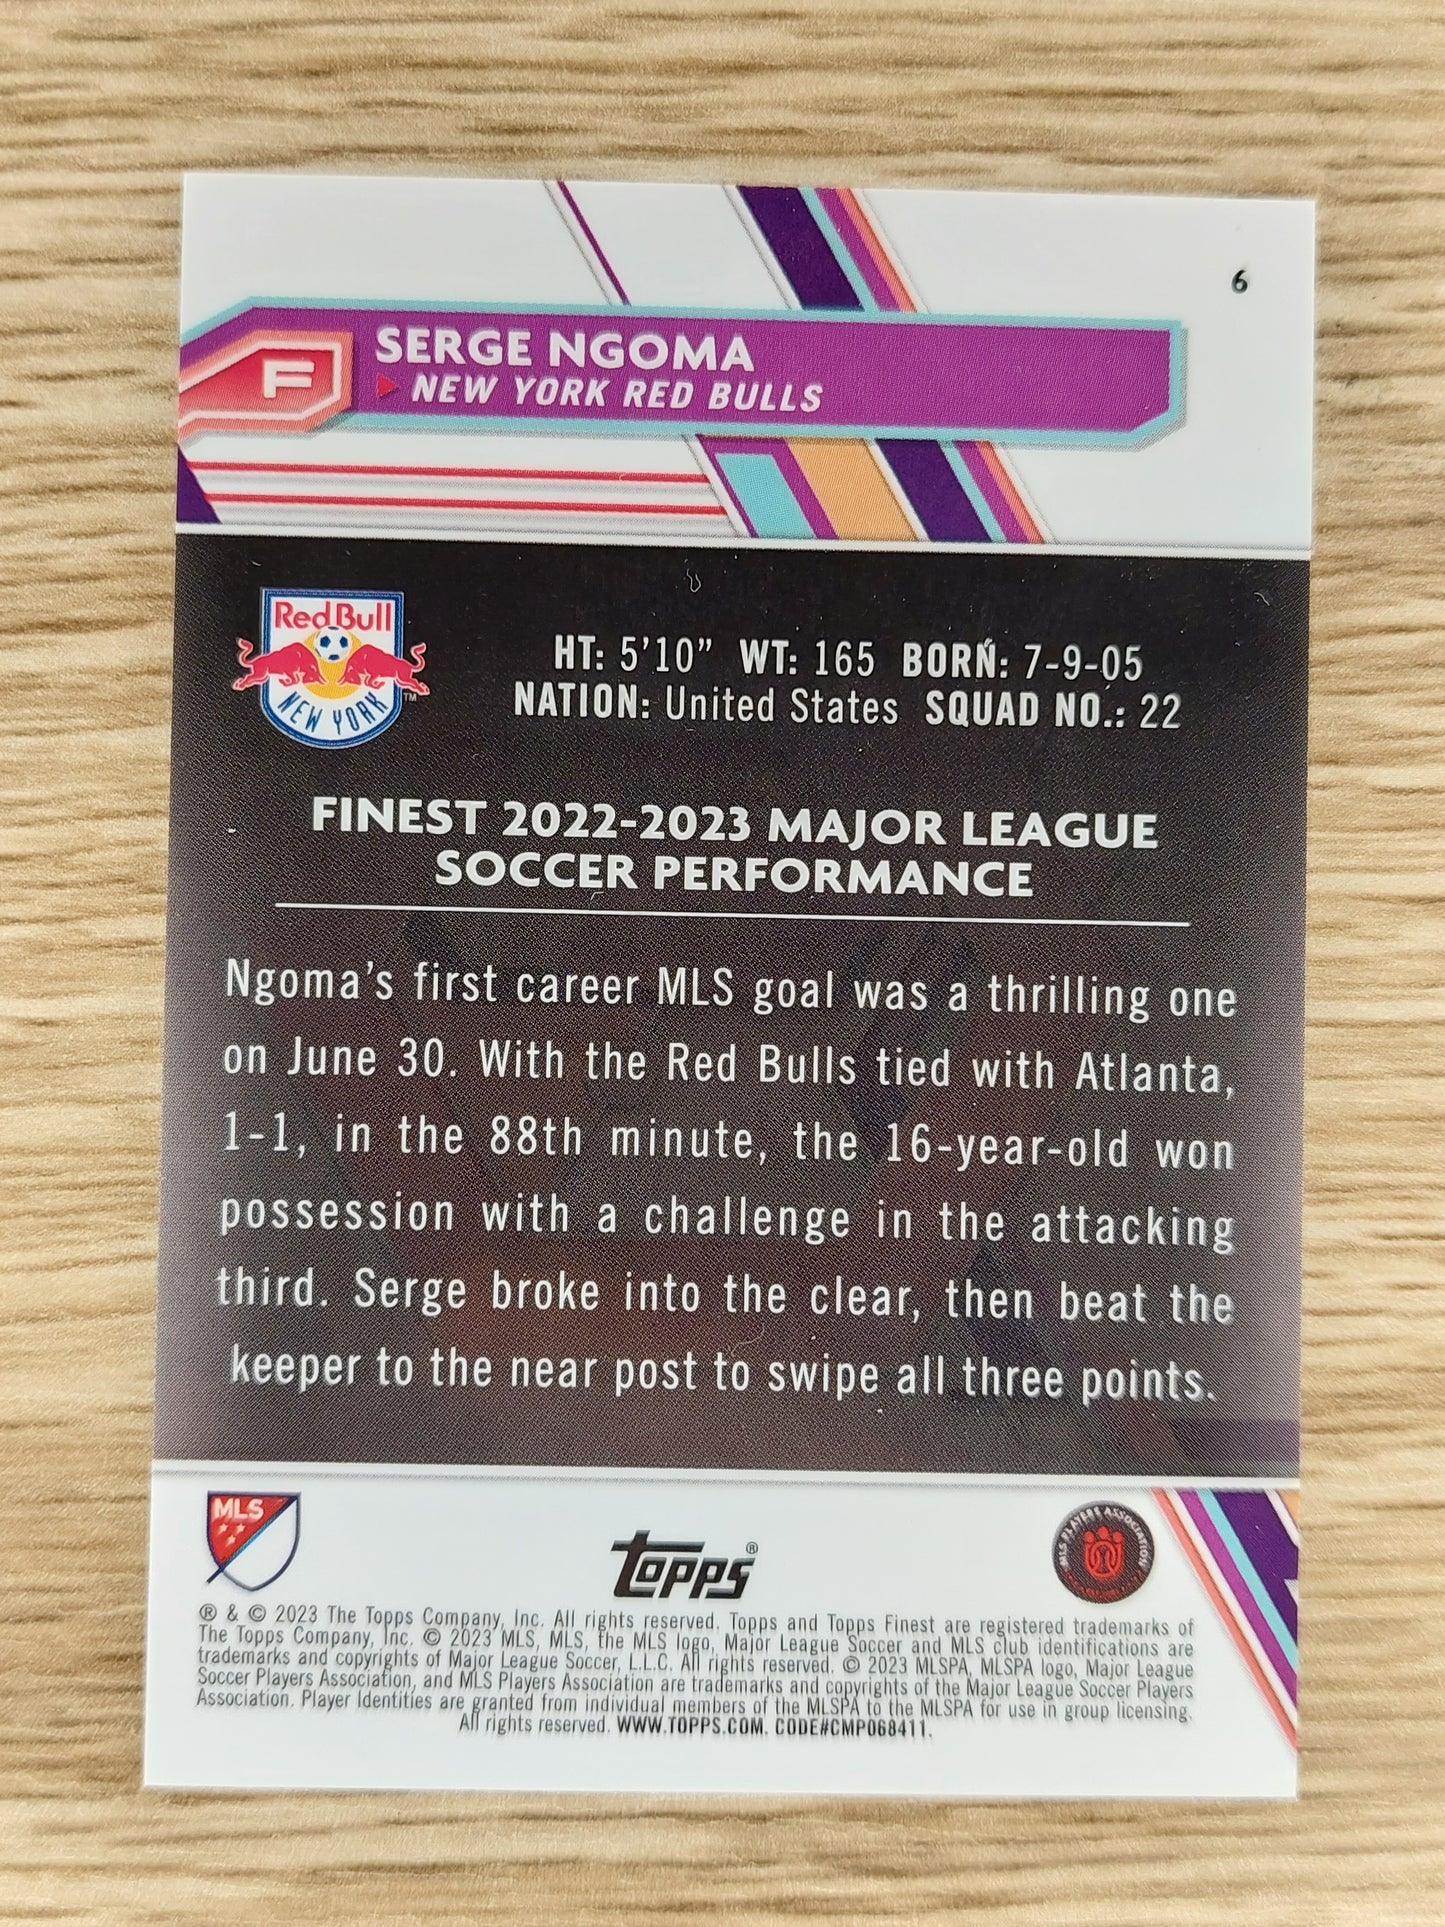 6
F
SERGE NGOMA
NEW YORK RED BULLS
Red Bull
NEW YORK
TM
HT: 5'10" WT: 165 BORN: 7-9-05
NATION: United States SQUAD NO.: 22
FINEST 2022-2023 MAJOR LEAGUE
SOCCER PERFORMANCE
Ngoma's first career MLS goal was a thrilling one
on June 30. With the Red Bulls tied with Atlanta,
1-1, in the 88th minute, the 16-year-old won
possession with a challenge in the attacking
third. Serge broke into the clear, then beat the
keeper to the near post to swipe all three points.
MLS
topps®
MLS PLAYERS ASSOCIATION
® & © 2023 The Topps Company, Inc. All rights reserved. Topps and Topps Finest are registered trademarks of
The Topps Company, Inc. © 2023 MLS, MLS, the MLS logo, Major League Soccer and MLS club identifications are
trademarks and copyrights of Major League Soccer, L.L.C. All rights reserved. © 2023 MLSPA, MLSPA logo, Major League
Soccer Players Association, and MLS Players Association are trademarks and copyrights of the Major League Soccer Players
Association. Player Identities are granted from individual members of the MLSPA to the MLSPA for use in group licensing.
All rights reserved. WWW.TOPPS.COM. CODE#CMP068411.